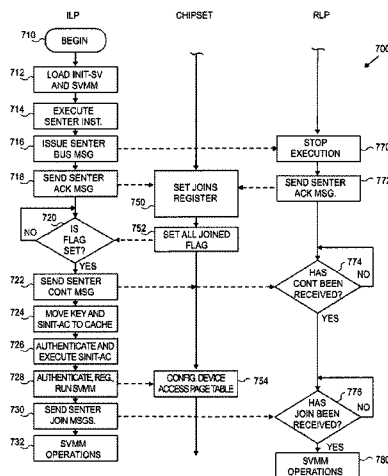 ILP
CHIPSET
RLP
710
BEGIN
700
712
LOAD INIT-SV
AND SVMM
714
EXECUTE
SENTER INST.
716
ISSUE SENTER
BUS MSG
STOP
EXECUTION
770
718
SEND SENTER
ACK MSG
SET JOINS
REGISTER
750
SEND SENTER
ACK MSG.
772
720
IS
FLAG
SET?
NO
YES
752
SET ALL JOINED
FLAG
774
HAS
CONT BEEN
RECEIVED?
NO
YES
722
SEND SENTER
CONT MSG
724
MOVE KEY AND
SINIT-AC TO CACHE
726
AUTHENTICATE AND
EXECUTE SINIT-AC
728
AUTHENTICATE, REG,
RUN SVMM
CONFIG. DEVICE
ACCESS PAGE TABLE
754
776
HAS
JOIN BEEN
RECEIVED?
NO
YES
730
SEND SENTER
JOIN MSGS.
732
SVMM
OPERATIONS
SVMM
OPERATIONS
780